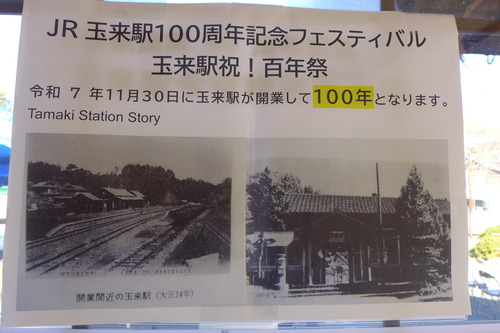 JR 玉来駅100周年記念フェスティバル
玉来駅祝！百年祭
令和 7 年11月30日に玉来駅が開業して100年となります。
Tamaki Station Story
開業間近の玉来駅（大正14年）